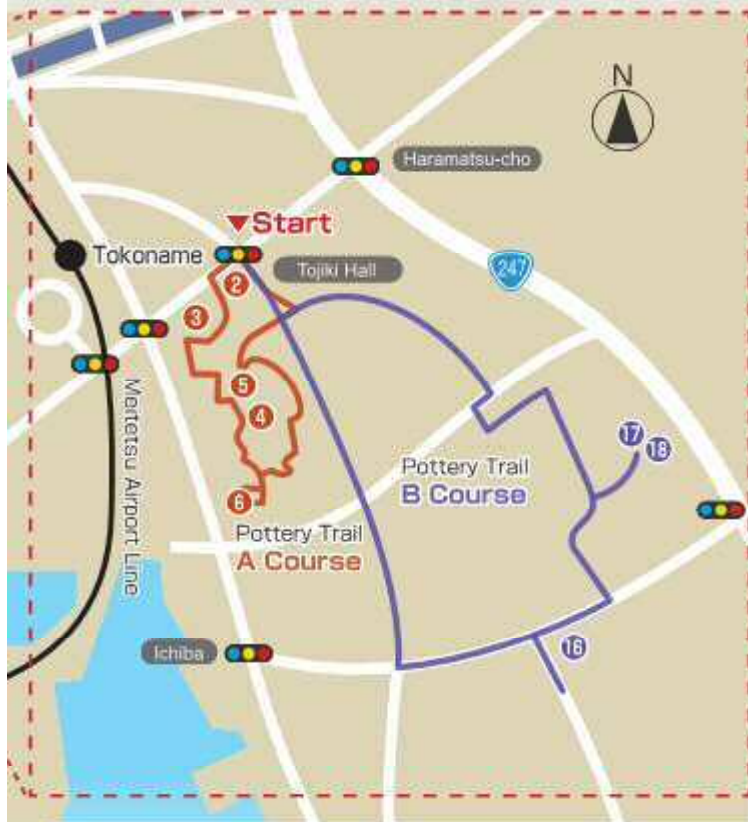 N
Haramatsu-cho
Start
Tokoname
Tojiki Hall
247
2
3
5
4
6
Meitetsu Airport Line
Pottery Trail
B Course
17
18
Pottery Trail
A Course
Ichiba
16